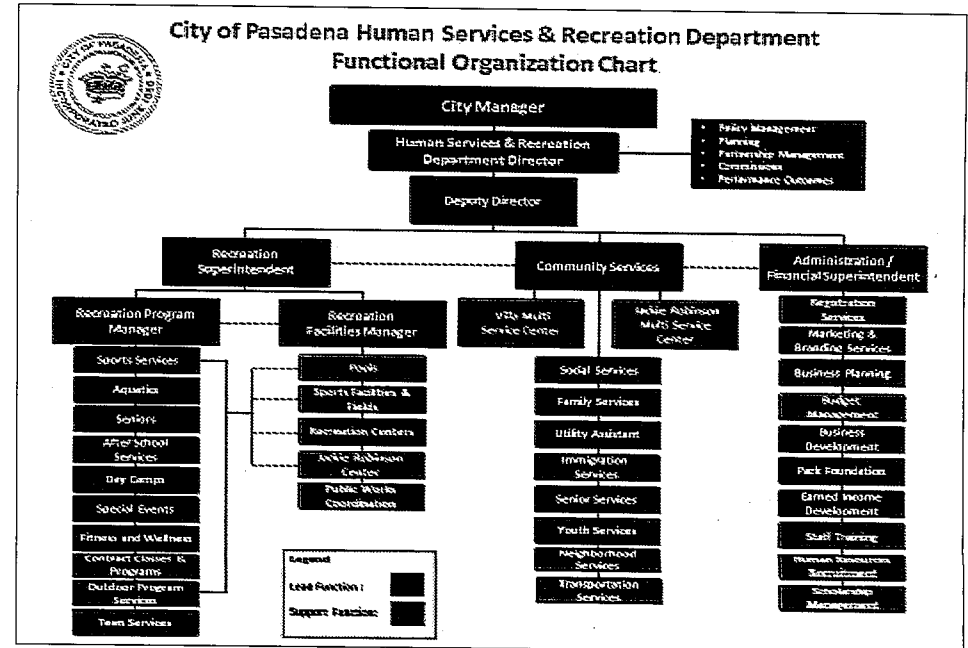 City of Pasadena Human Services & Recreation Department
Functional Organization Chart
CITY OF PASADENA
INCORPORATED JUNE
City Manager
Human Services & Recreation
Department Director
• Policy Management
• Planning
• Partnership Management
• Commissions
• Performance Outcomes
Deputy Director
Recreation
Superintendent
Community Services
Administration /
Financial Superintendent
Recreation Program
Manager
Recreation
Facilities Manager
Villa Multi
Service Center
Jackie Robinson
Multi Service
Center
Sports Services
Aquatics
Seniors
After School
Services
Day Camps
Special Events
Fitness and Wellness
Contract Classes &
Programs
Outdoor Program
Services
Teen Services
Pools
Sports Facilities &
Fields
Recreation Centers
Jackie Robinson
Center
Public Works
Coordination
Social Services
Family Services
Utility Assistant
Immigration
Services
Senior Services
Youth Services
Neighborhood
Services
Transportation
Services
Registration
Services
Marketing &
Branding Services
Business Planning
Budget
Management
Business
Development
Park Foundation
Earned Income
Development
Staff Training
Human Resources
Recruitment
Scholarship
Management
Legend
Lead Function:
Support Function: